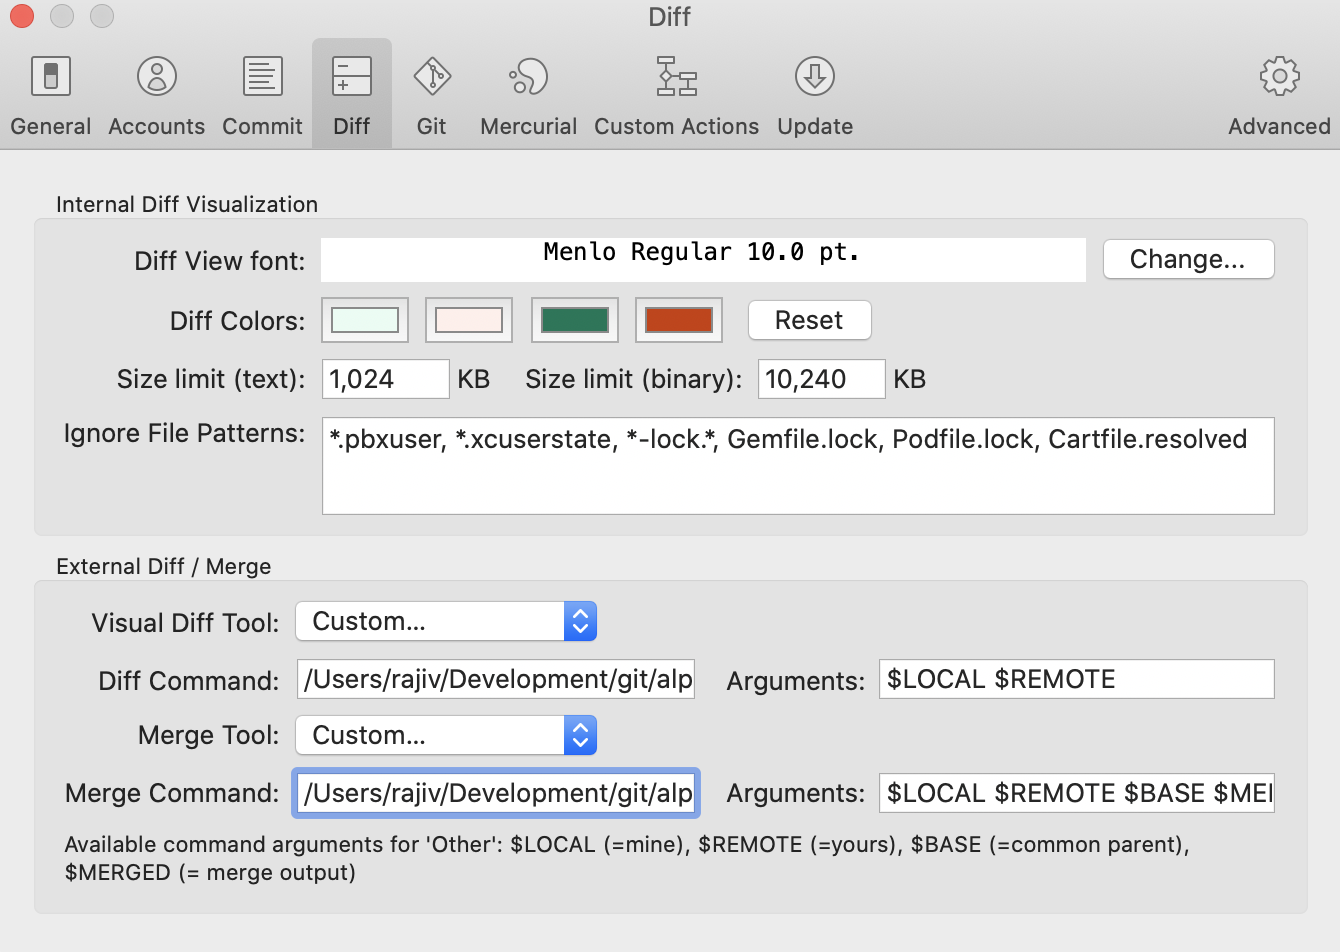 Diff
General Accounts Commit Diff Git Mercurial Custom Actions Update Advanced
Internal Diff Visualization
Diff View font: Menlo Regular 10.0 pt. Change...
Diff Colors: Reset
Size limit (text): 1,024 KB Size limit (binary): 10,240 KB
Ignore File Patterns: *.pbxuser, *.xcuserstate, *-lock.*, Gemfile.lock, Podfile.lock, Cartfile.resolved
External Diff / Merge
Visual Diff Tool: Custom...
Diff Command: /Users/rajiv/Development/git/alp Arguments: $LOCAL $REMOTE
Merge Tool: Custom...
Merge Command: /Users/rajiv/Development/git/alp Arguments: $LOCAL $REMOTE $BASE
Available command arguments for 'Other': $LOCAL (=mine), $REMOTE (=yours), $BASE (=common parent),
$MERGED (= merge output)